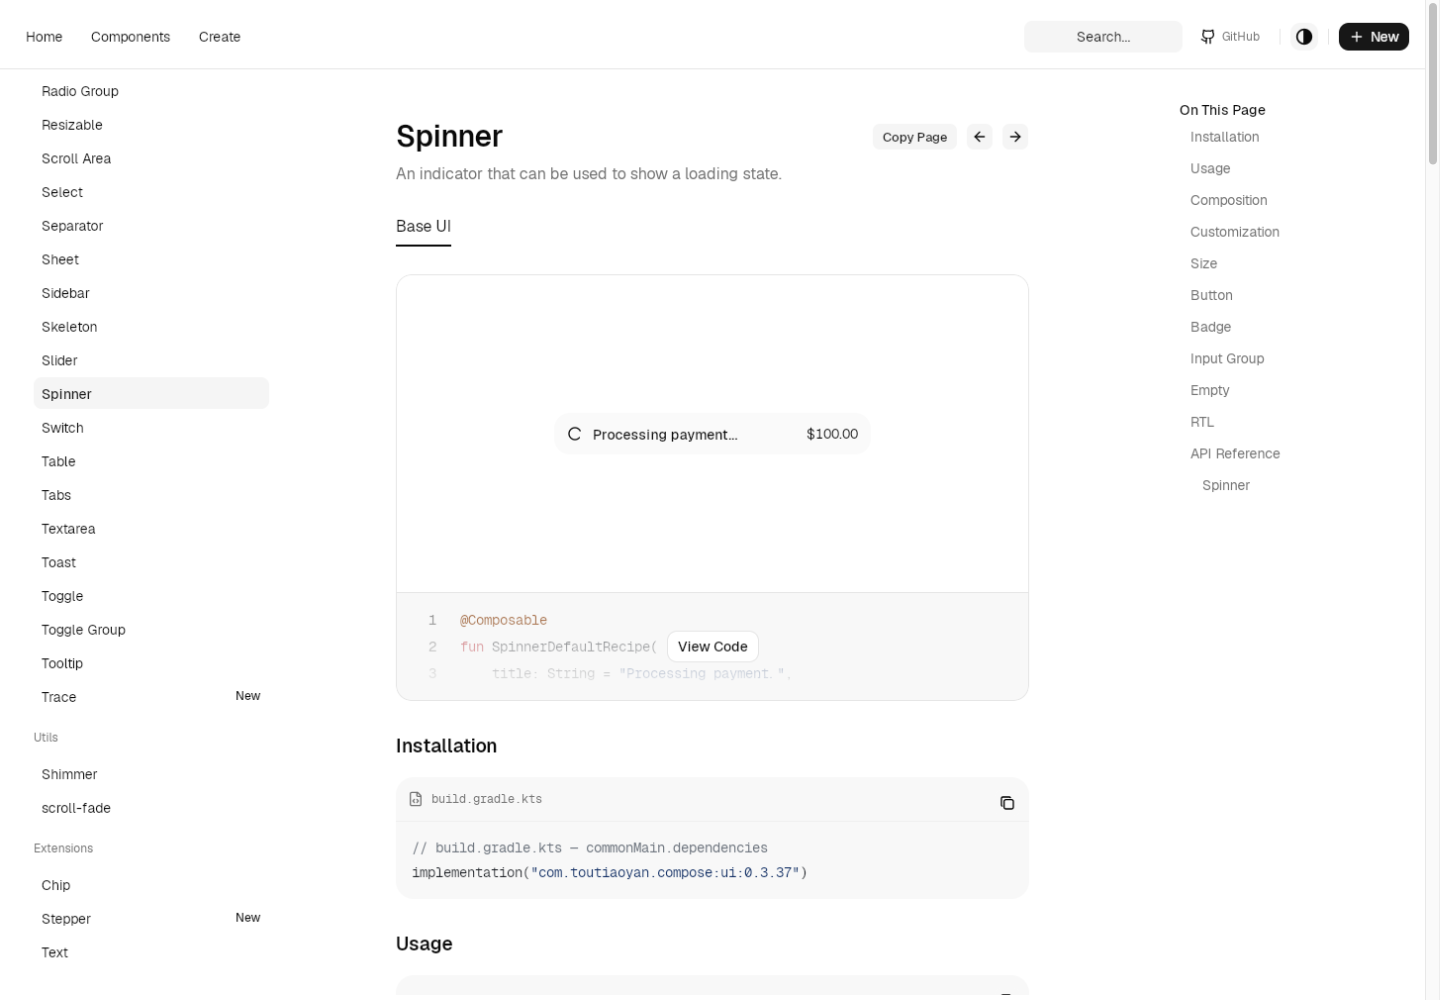 Home
Components
Create
Search...
GitHub
New
Radio Group
Resizable
Scroll Area
Select
Separator
Sheet
Sidebar
Skeleton
Slider
Spinner
Switch
Table
Tabs
Textarea
Toast
Toggle
Toggle Group
Tooltip
Trace New
Utils
Shimmer
scroll-fade
Extensions
Chip
Stepper New
Text
Spinner
Copy Page
An indicator that can be used to show a loading state.
Base UI
Processing payment... $100.00
1 @Composable
2 fun SpinnerDefaultRecipe(
View Code
3 title: String = "Processing payment.",
Installation
build.gradle.kts
// build.gradle.kts — commonMain.dependencies
implementation("com.toutiaoyan.compose:ui:0.3.37")
Usage
On This Page
Installation
Usage
Composition
Customization
Size
Button
Badge
Input Group
Empty
RTL
API Reference
Spinner